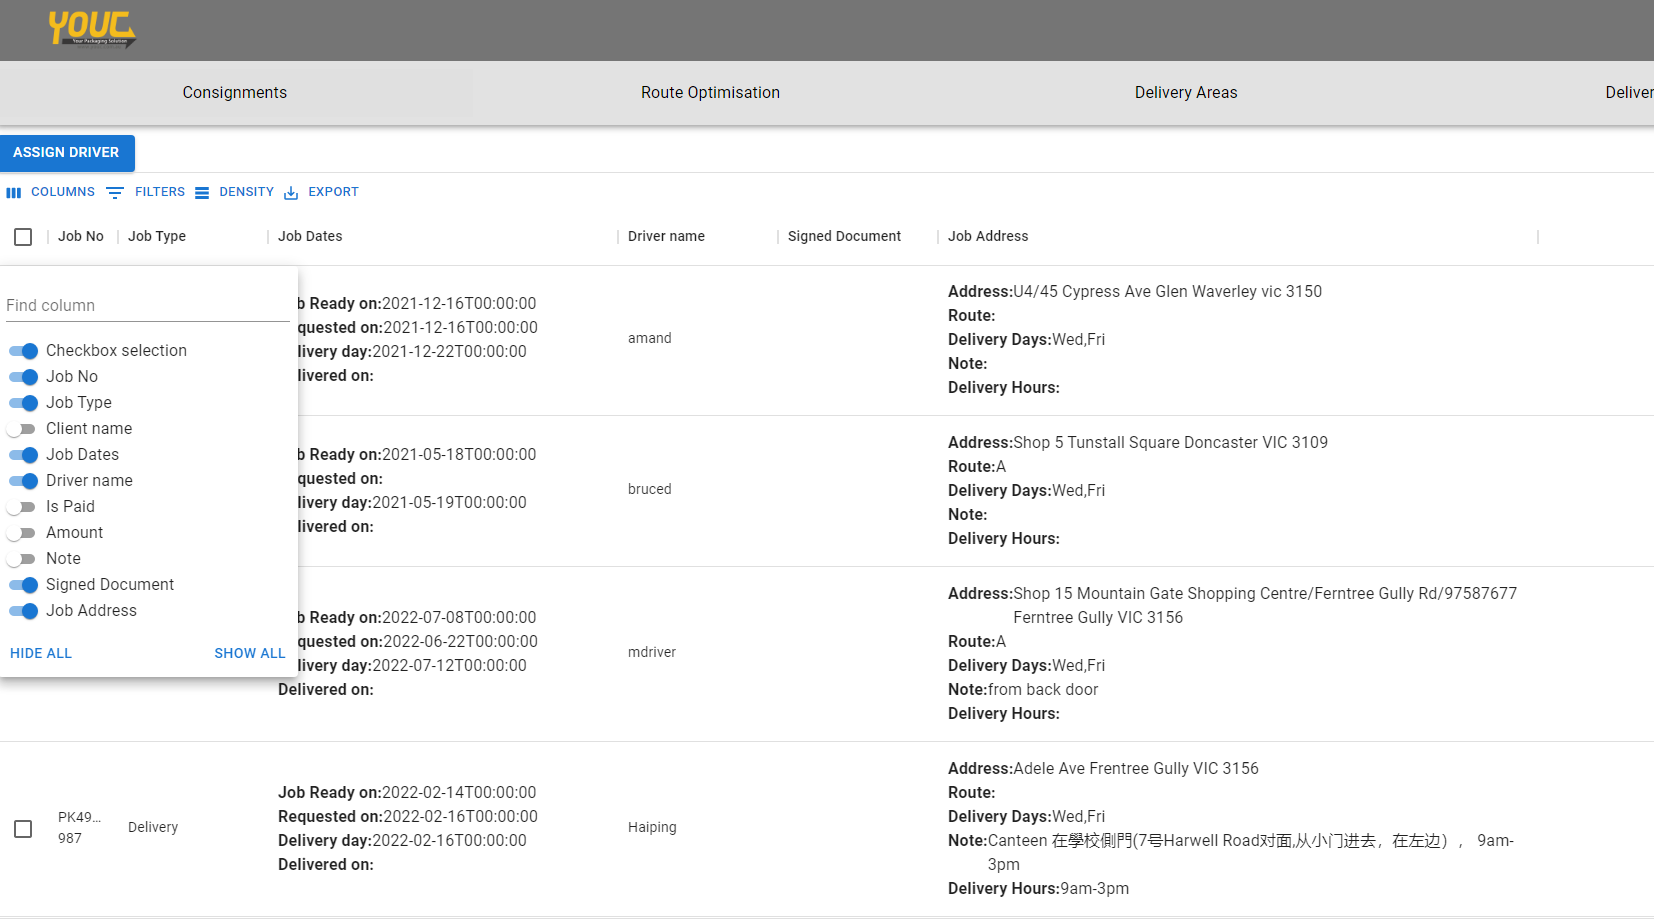 YOUC
Your Packaging Solution
Consignments
Route Optimisation
Delivery Areas
Deliver
ASSIGN DRIVER
COLUMNS
FILTERS
DENSITY
EXPORT
Job No
Job Type
Job Dates
Driver name
Signed Document
Job Address
Find column
Checkbox selection
Job No
Job Type
Client name
Job Dates
Driver name
Is Paid
Amount
Note
Signed Document
Job Address
HIDE ALL
SHOW ALL
b Ready on:2021-12-16T00:00:00
quested on:2021-12-16T00:00:00
livery day:2021-12-22T00:00:00
livered on:
amand
Address:U4/45 Cypress Ave Glen Waverley vic 3150
Route:
Delivery Days:Wed,Fri
Note:
Delivery Hours:
b Ready on:2021-05-18T00:00:00
quested on:
livery day:2021-05-19T00:00:00
livered on:
bruced
Address:Shop 5 Tunstall Square Doncaster VIC 3109
Route:A
Delivery Days:Wed,Fri
Note:
Delivery Hours:
b Ready on:2022-07-08T00:00:00
quested on:2022-06-22T00:00:00
livery day:2022-07-12T00:00:00
Delivered on:
mdriver
Address:Shop 15 Mountain Gate Shopping Centre/Ferntree Gully Rd/97587677
Ferntree Gully VIC 3156
Route:A
Delivery Days:Wed,Fri
Note:from back door
Delivery Hours:
PK49...
987
Delivery
Job Ready on:2022-02-14T00:00:00
Requested on:2022-02-16T00:00:00
Delivery day:2022-02-16T00:00:00
Delivered on:
Haiping
Address:Adele Ave Frentree Gully VIC 3156
Route:
Delivery Days:Wed,Fri
Note:Canteen 在學校側門(7号Harwell Road对面,从小门进去，在左边）， 9am-
3pm
Delivery Hours:9am-3pm